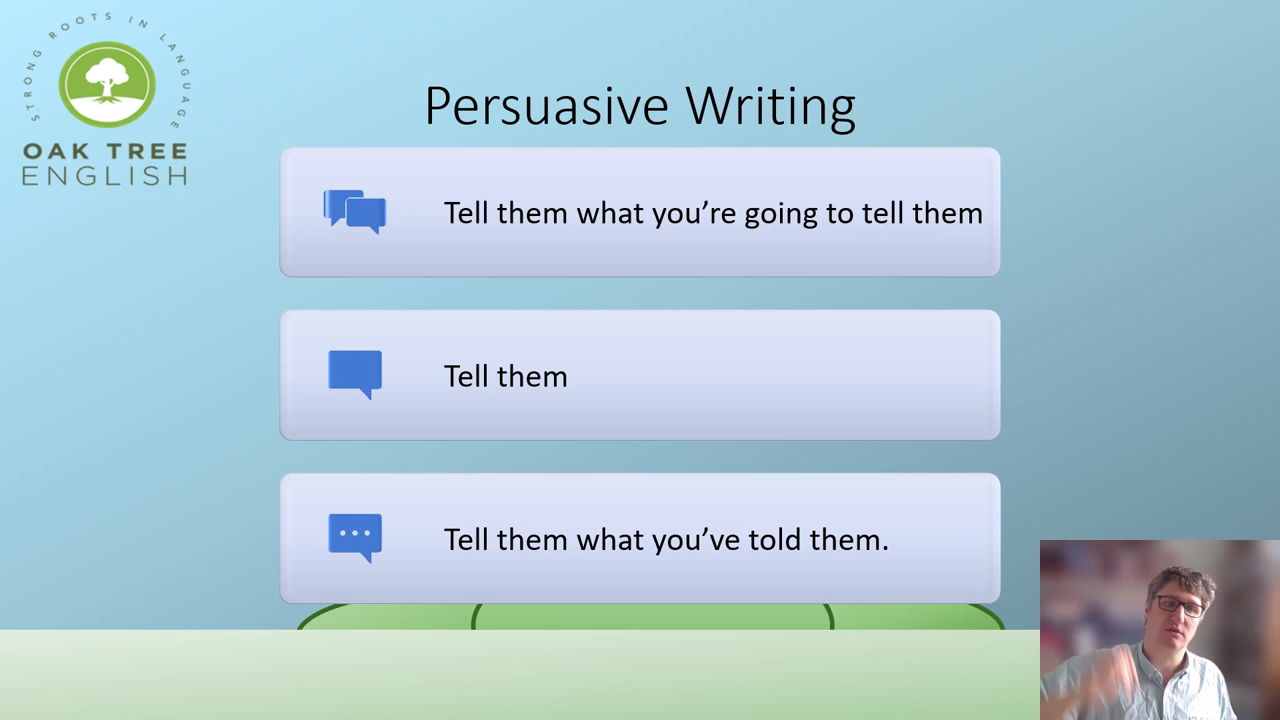 STRONG ROOTS IN LANGUAGE
OAK TREE
ENGLISH
Persuasive Writing
Tell them what you’re going to tell them
Tell them
Tell them what you’ve told them.